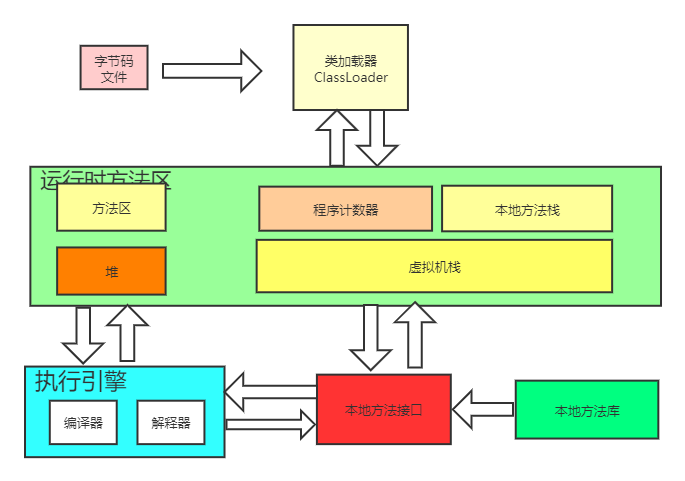 字节码
文件
类加载器
ClassLoader
运行时方法区
方法区
程序计数器
本地方法栈
堆
虚拟机栈
执行引擎
编译器
解释器
本地方法接口
本地方法库